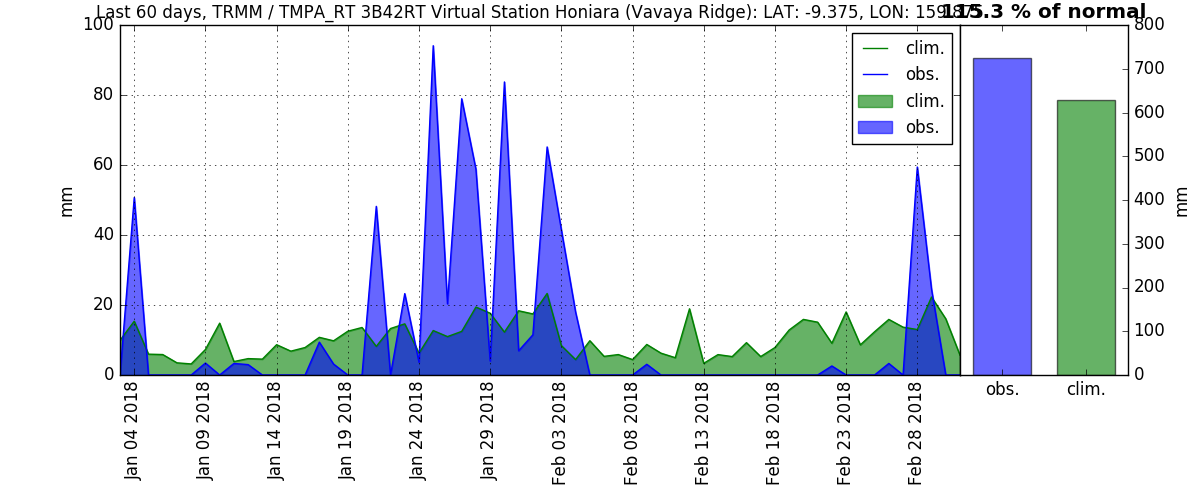 Last 60 days, TRMM / TMPA_RT 3B42RT Virtual Station Honiara (Vavaya Ridge): LAT: -9.375, LON: 159.875
115.3 % of normal
100
80
60
40
20
0
mm
clim.
obs.
clim.
obs.
800
700
600
500
400
300
200
100
0
mm
obs.
clim.
Jan 04 2018
Jan 09 2018
Jan 14 2018
Jan 19 2018
Jan 24 2018
Jan 29 2018
Feb 03 2018
Feb 08 2018
Feb 13 2018
Feb 18 2018
Feb 23 2018
Feb 28 2018